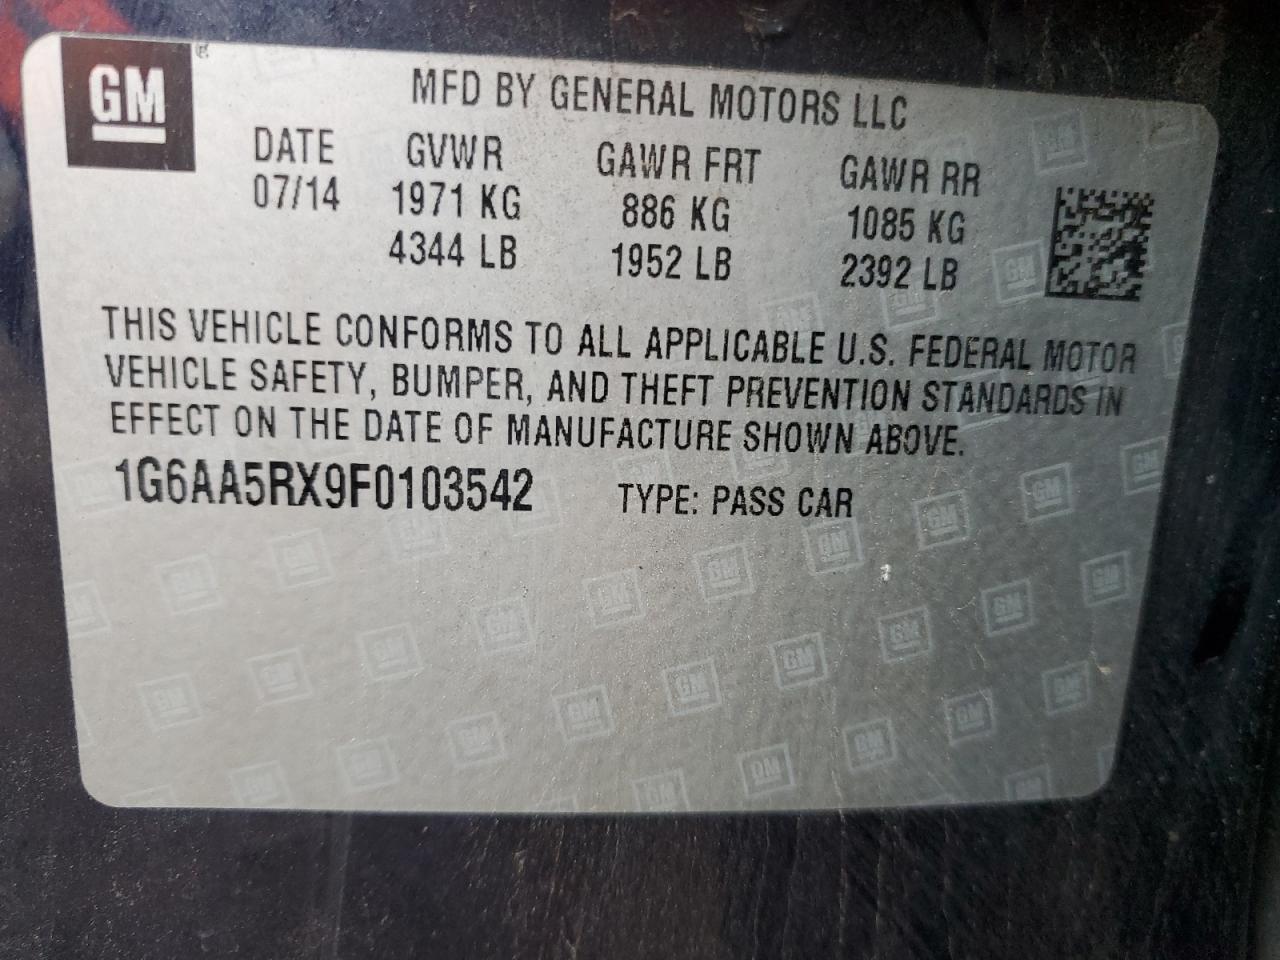 GM
MFD BY GENERAL MOTORS LLC
DATE GVWR GAWR FRT GAWR RR
07/14 1971 KG 886 KG 1085 KG
4344 LB 1952 LB 2392 LB
THIS VEHICLE CONFORMS TO ALL APPLICABLE U.S. FEDERAL MOTOR
VEHICLE SAFETY, BUMPER, AND THEFT PREVENTION STANDARDS IN
EFFECT ON THE DATE OF MANUFACTURE SHOWN ABOVE.
1G6AA5RX9F0103542 TYPE: PASS CAR